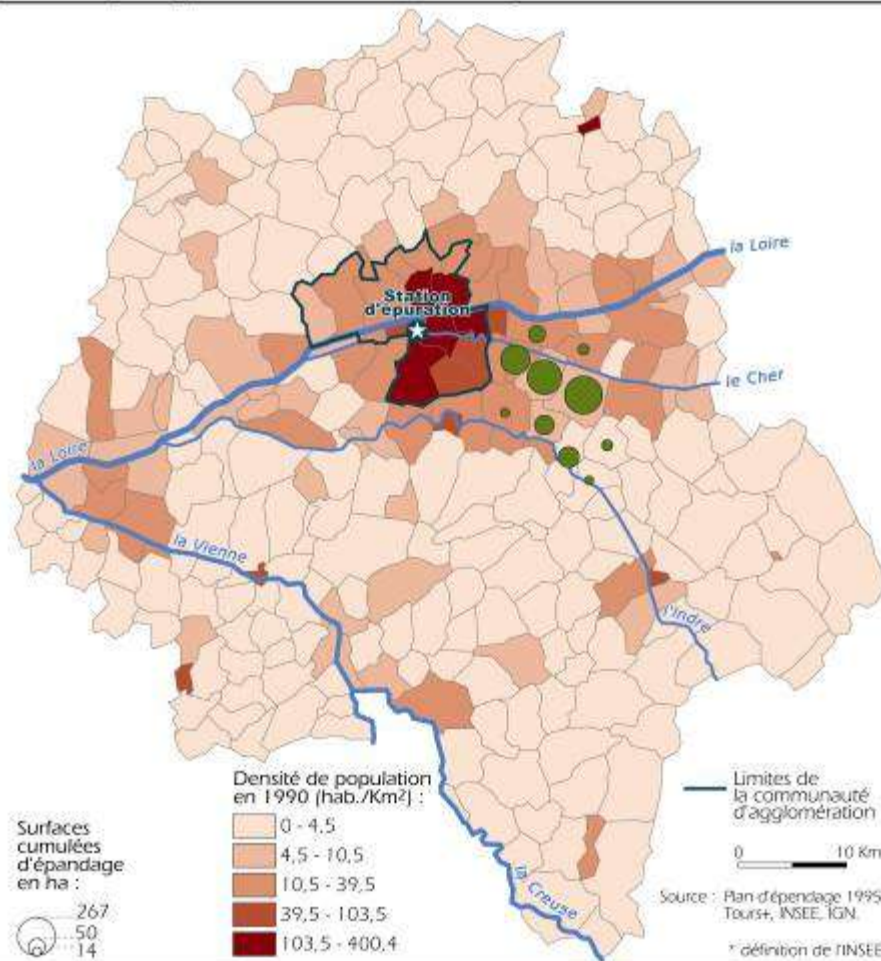 la Loire
Station
d'épuration
le Cher
la Loire
la Vienne
l'Indre
la Creuse
Densité de population
en 1990 (hab./Km²) :
0 - 4,5
4,5 - 10,5
10,5 - 39,5
39,5 - 103,5
103,5 - 400,4
Surfaces
cumulées
d'épandage
en ha :
267
50
14
Limites de
la communauté
d'agglomération
0 10 Km
Source : Plan d'épendage 1995
Tours+, INSEE, IGN.
* définition de l'INSEE